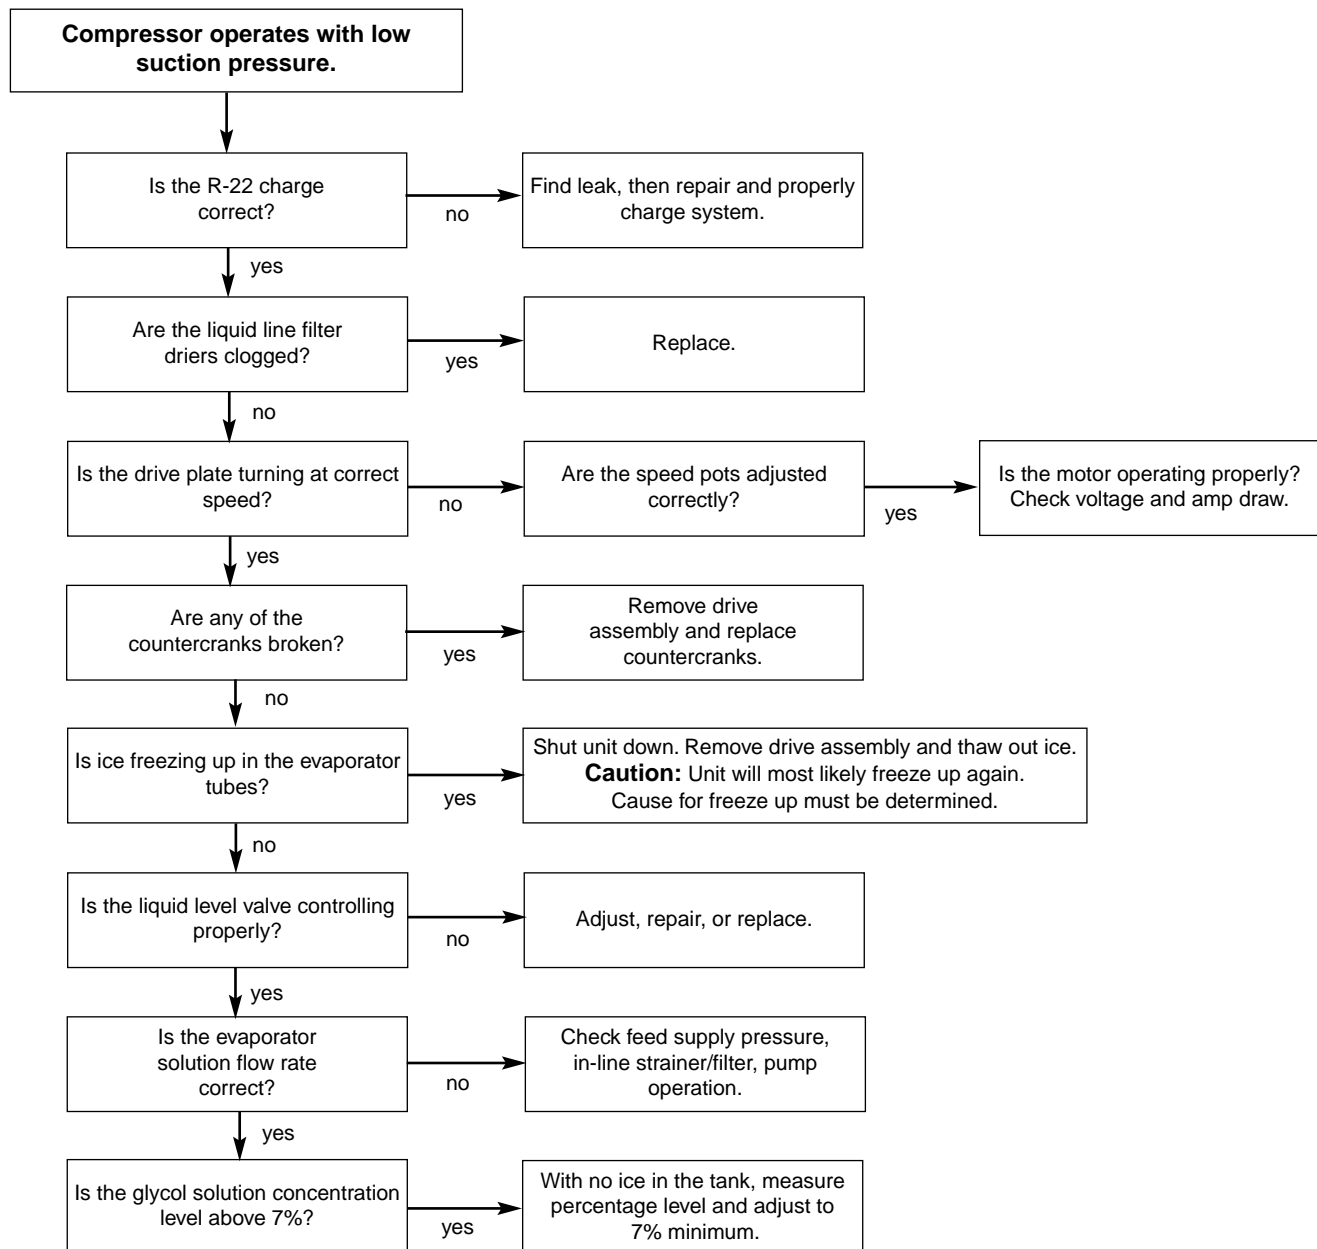 Compressor operates with low
suction pressure.
Is the R-22 charge
correct?
no
Find leak, then repair and properly
charge system.
yes
Are the liquid line filter
driers clogged?
yes
Replace.
no
Is the drive plate turning at correct
speed?
no
Are the speed pots adjusted
correctly?
yes
Is the motor operating properly?
Check voltage and amp draw.
yes
Are any of the
countercranks broken?
yes
Remove drive
assembly and replace
countercranks.
no
Is ice freezing up in the evaporator
tubes?
yes
Shut unit down. Remove drive assembly and thaw out ice.
Caution: Unit will most likely freeze up again.
Cause for freeze up must be determined.
no
Is the liquid level valve controlling
properly?
no
Adjust, repair, or replace.
yes
Is the evaporator
solution flow rate
correct?
no
Check feed supply pressure,
in-line strainer/filter, pump
operation.
yes
Is the glycol solution concentration
level above 7%?
yes
With no ice in the tank, measure
percentage level and adjust to
7% minimum.